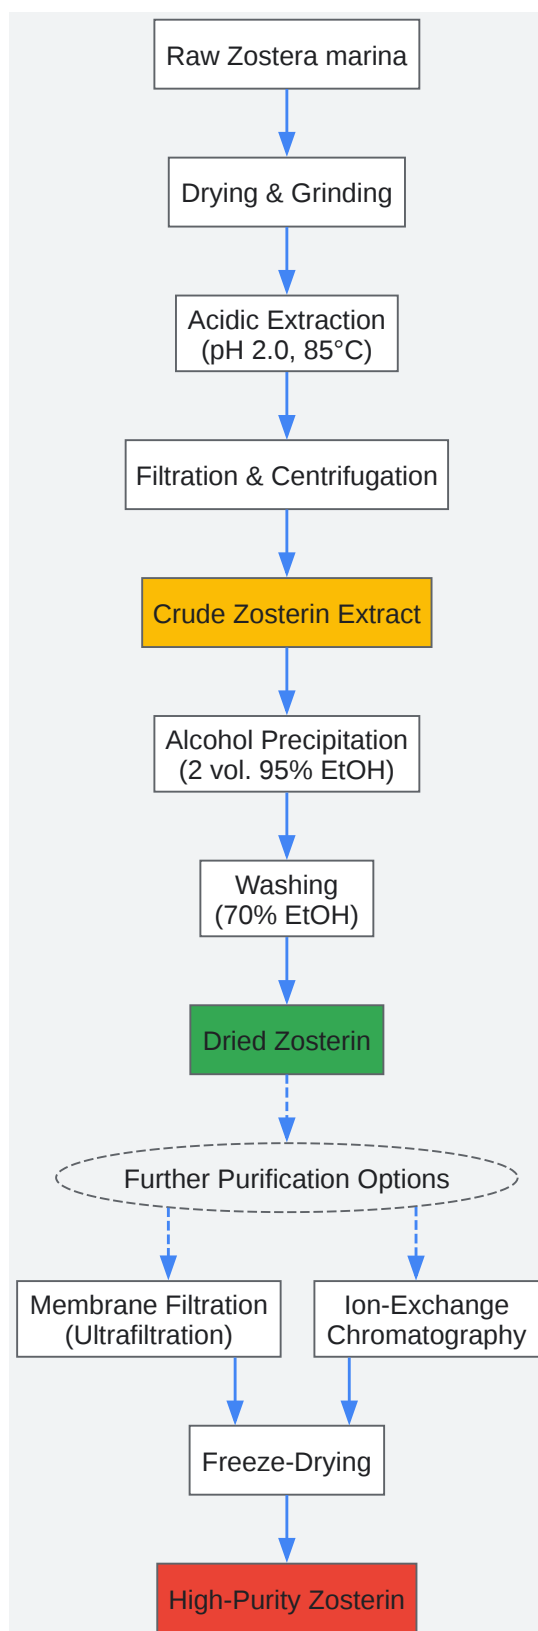 Raw Zostera marina
Drying & Grinding
Acidic Extraction
(pH 2.0, 85°C)
Filtration & Centrifugation
Crude Zosterin Extract
Alcohol Precipitation
(2 vol. 95% EtOH)
Washing
(70% EtOH)
Dried Zosterin
Further Purification Options
Membrane Filtration
(Ultrafiltration)
Ion-Exchange
Chromatography
Freeze-Drying
High-Purity Zosterin